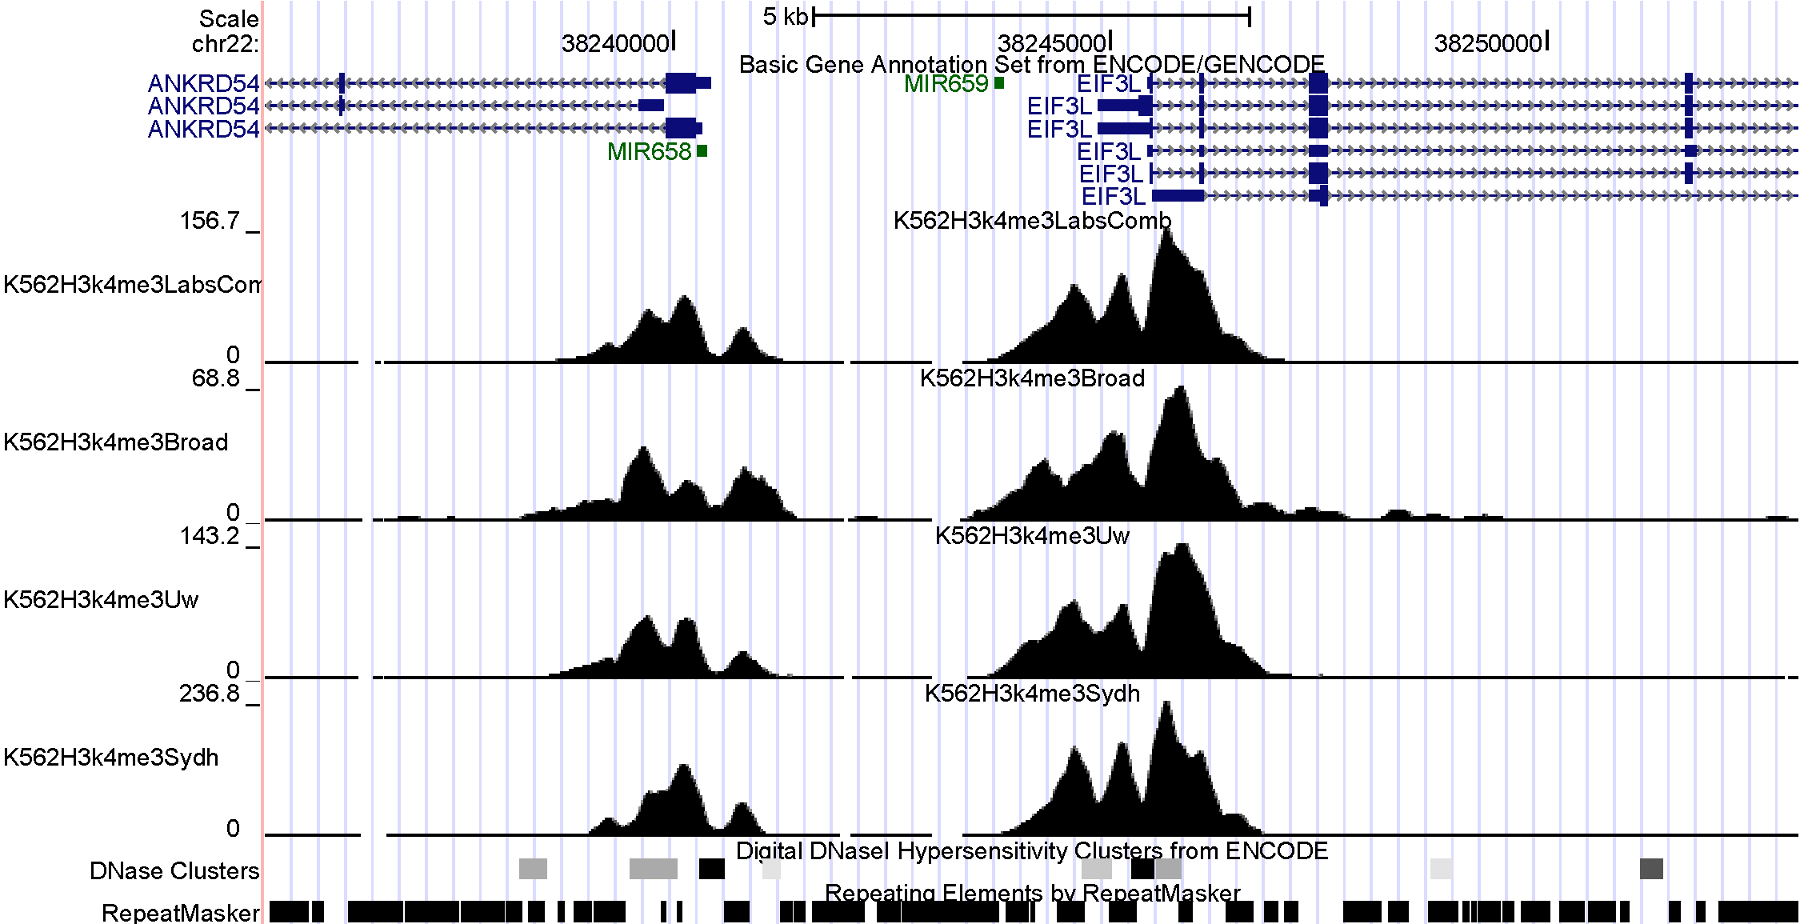 Scale 5 kb
chr22: 38240000 38245000 38250000
Basic Gene Annotation Set from ENCODE/GENCODE
ANKRD54 MIR659 EIF3L
ANKRD54 EIF3L
ANKRD54 EIF3L
MIR658 EIF3L
EIF3L
EIF3L
156.7 _ K562H3k4me3LabsComb
K562H3k4me3LabsCom
0
68.8 _ K562H3k4me3Broad
K562H3k4me3Broad
0 _
143.2 _ K562H3k4me3Uw
K562H3k4me3Uw
0 _
236.8 _ K562H3k4me3Sydh
K562H3k4me3Sydh
0
Digital DNaseI Hypersensitivity Clusters from ENCODE
DNase Clusters
Repeating Elements by RepeatMasker
RepeatMasker